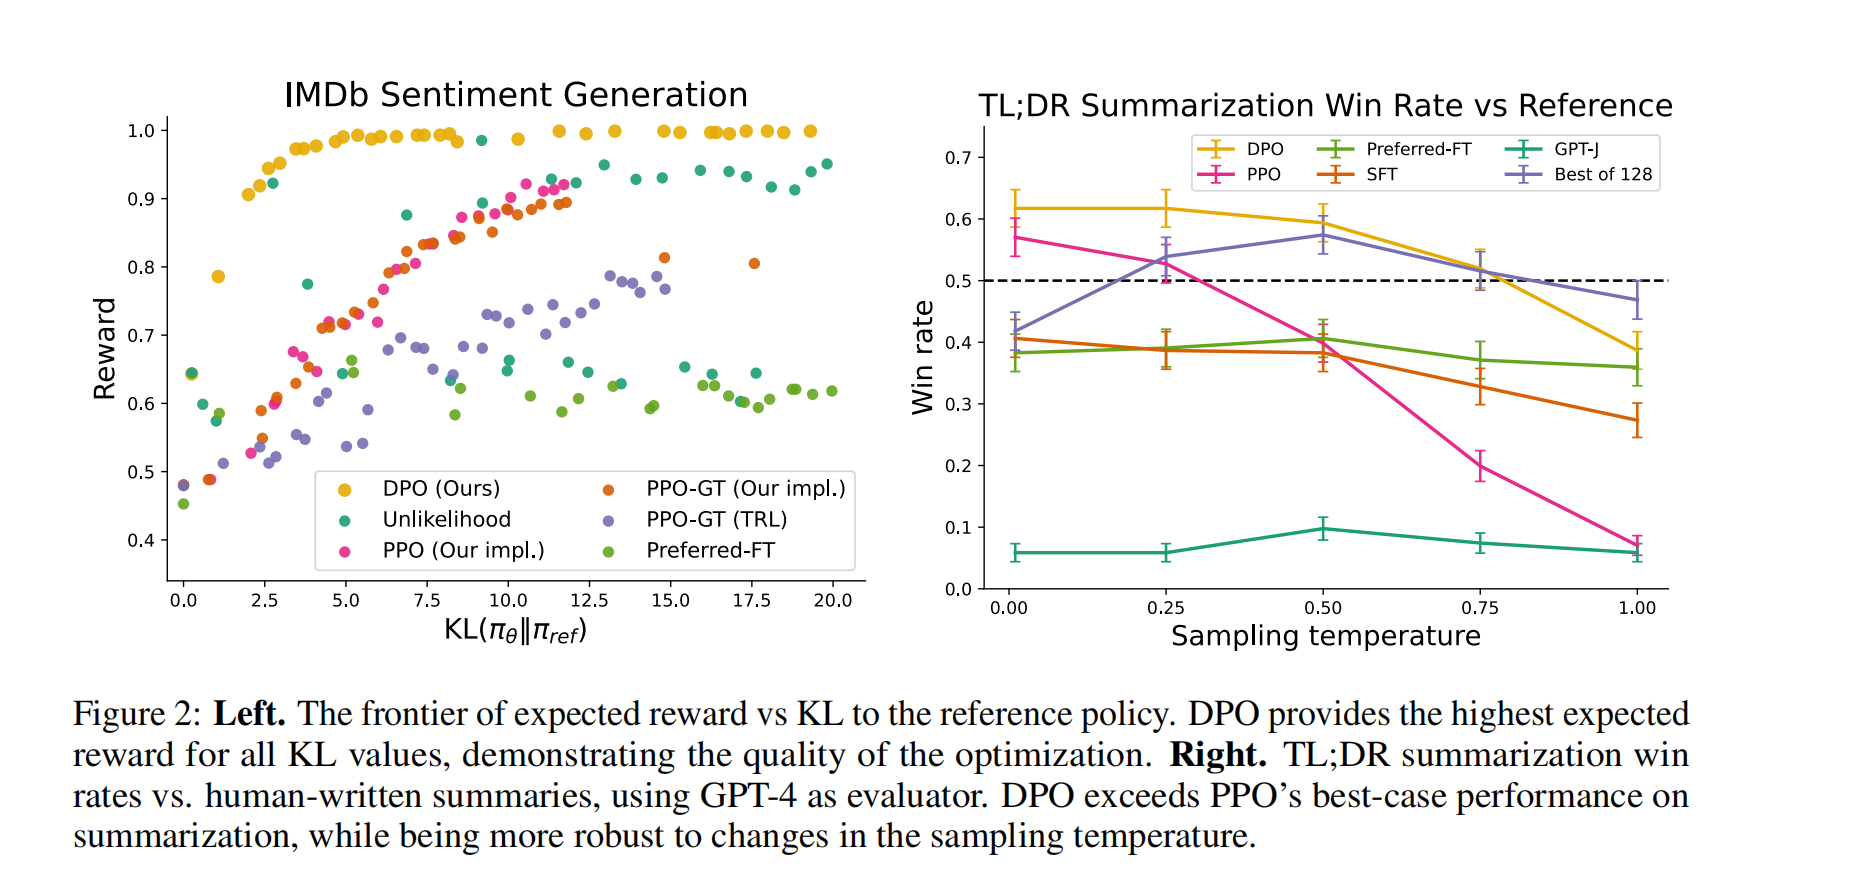 IMDb Sentiment Generation
1.0
0.9
0.8
0.7
0.6
0.5
0.4
Reward
0.0 2.5 5.0 7.5 10.0 12.5 15.0 17.5 20.0
KL(πθ‖πref)
DPO (Ours)
Unlikelihood
PPO (Our impl.)
PPO-GT (Our impl.)
PPO-GT (TRL)
Preferred-FT
TL;DR Summarization Win Rate vs Reference
0.7
0.6
0.5
0.4
0.3
0.2
0.1
0.0
Win rate
0.00 0.25 0.50 0.75 1.00
Sampling temperature
DPO
PPO
Preferred-FT
SFT
GPT-J
Best of 128
Figure 2: Left. The frontier of expected reward vs KL to the reference policy. DPO provides the highest expected
reward for all KL values, demonstrating the quality of the optimization. Right. TL;DR summarization win
rates vs. human-written summaries, using GPT-4 as evaluator. DPO exceeds PPO's best-case performance on
summarization, while being more robust to changes in the sampling temperature.